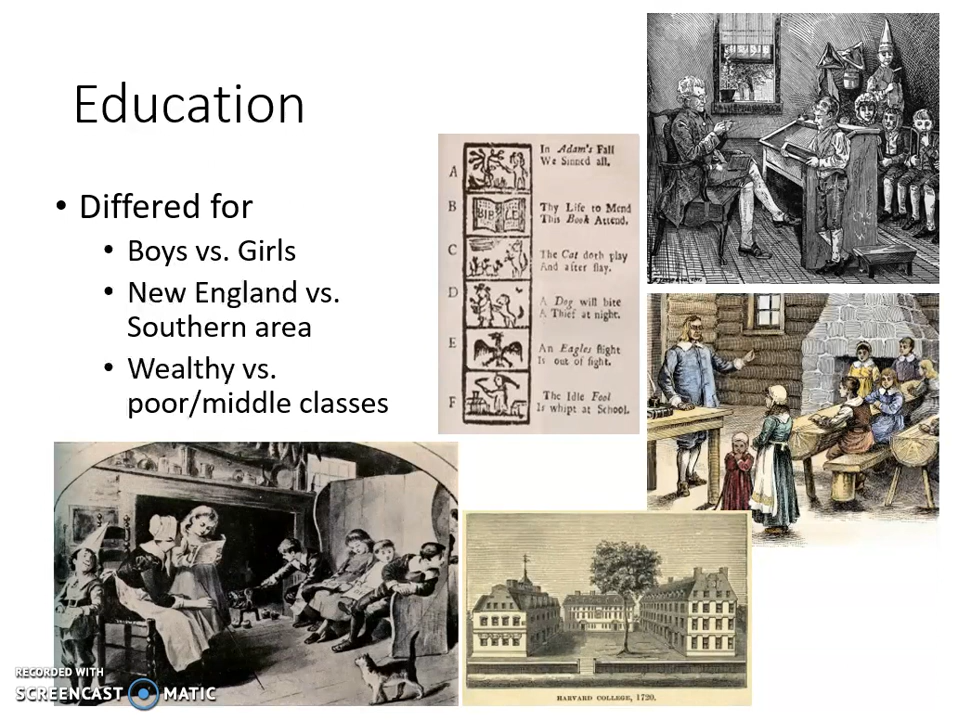 Education
• Differed for
• Boys vs. Girls
• New England vs.
Southern area
• Wealthy vs.
poor/middle classes
A
In Adam's Fall
We Sinned all.
B
BIBLE
Thy Life to Mend
This Book Attend.
C
The Cat doth play
And after slay.
D
A Dog will bite
A Thief at night.
E
An Eagles flight
Is out of sight.
F
The Idle Fool
Is whipt at School.
HARVARD COLLEGE, 1720.
RECORDED WITH
SCREENCAST MATIC